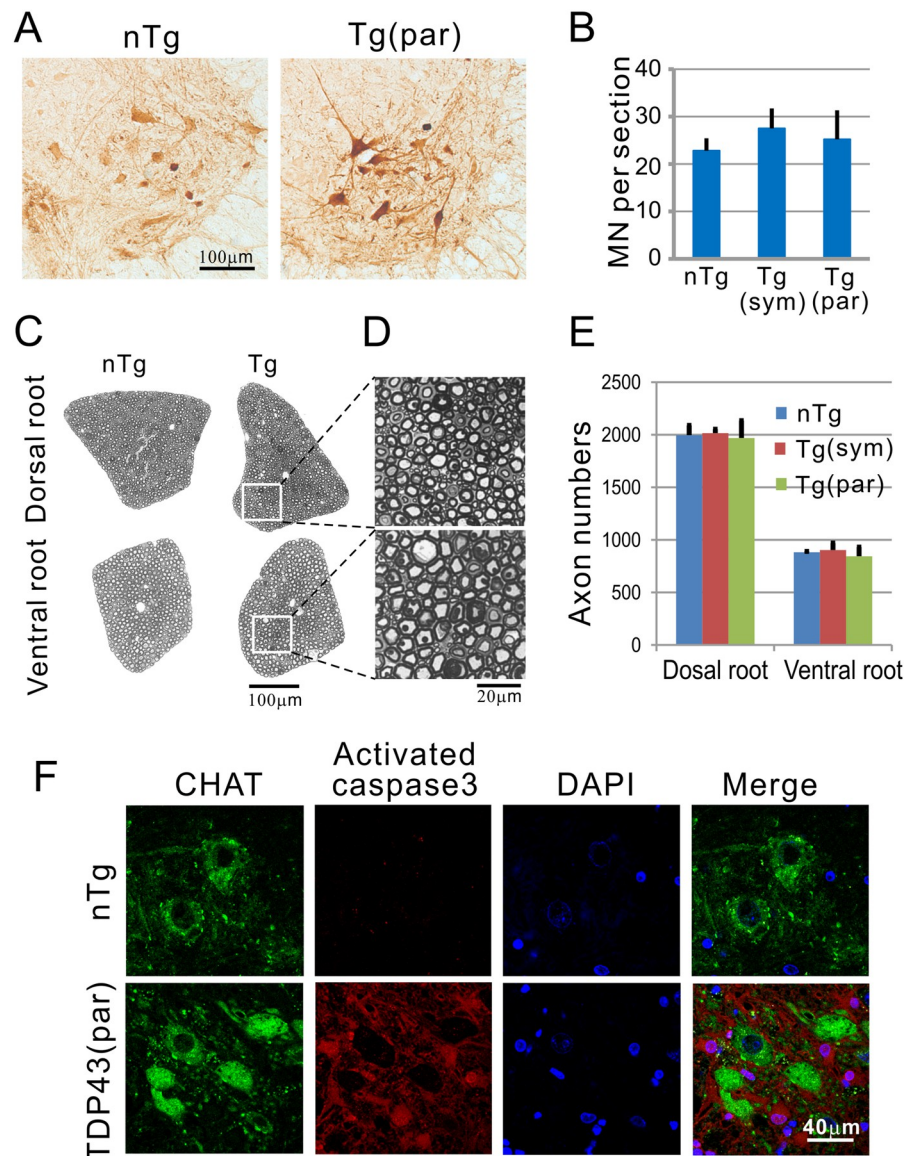 A
nTg
Tg(par)
100μm
B
MN per section
40
30
20
10
0
nTg
Tg
(sym)
Tg
(par)
C
nTg
Tg
Dorsal root
Ventral root
100μm
D
20μm
E
Axon numbers
2500
2000
1500
1000
500
0
nTg
Tg(sym)
Tg(par)
Dosal root
Ventral root
F
CHAT
Activated
caspase3
DAPI
Merge
nTg
TDP43(par)
40μm